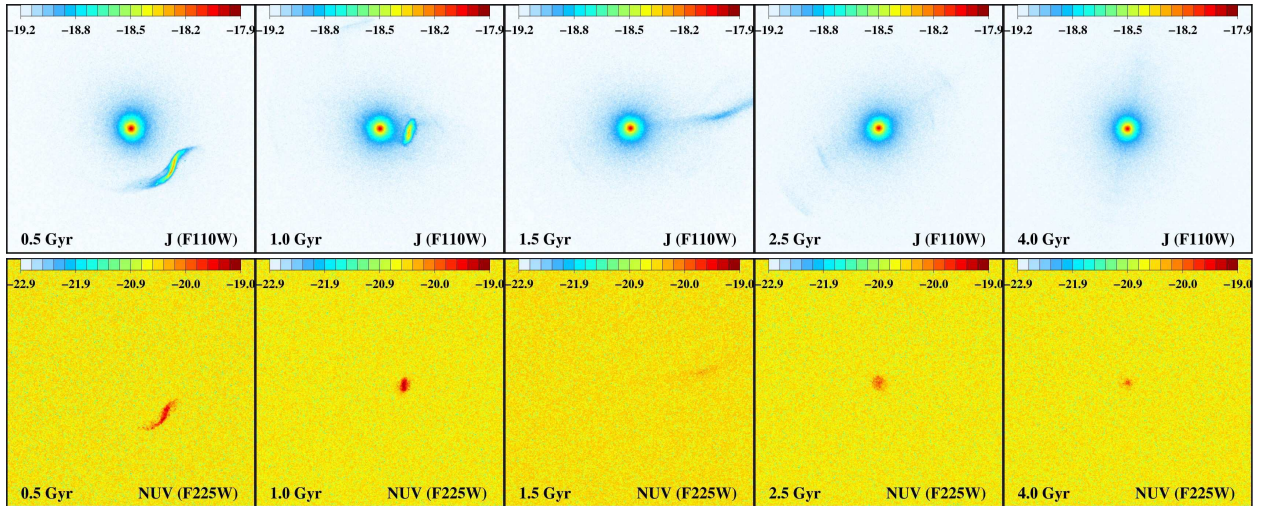 −19.2 −18.8 −18.5 −18.2 −17.9
0.5 Gyr J (F110W)
−19.2 −18.8 −18.5 −18.2 −17.9
1.0 Gyr J (F110W)
−19.2 −18.8 −18.5 −18.2 −17.9
1.5 Gyr J (F110W)
−19.2 −18.8 −18.5 −18.2 −17.9
2.5 Gyr J (F110W)
−19.2 −18.8 −18.5 −18.2 −17.9
4.0 Gyr J (F110W)
−22.9 −21.9 −20.9 −20.0 −19.0
0.5 Gyr NUV (F225W)
−22.9 −21.9 −20.9 −20.0 −19.0
1.0 Gyr NUV (F225W)
−22.9 −21.9 −20.9 −20.0 −19.0
1.5 Gyr NUV (F225W)
−22.9 −21.9 −20.9 −20.0 −19.0
2.5 Gyr NUV (F225W)
−22.9 −21.9 −20.9 −20.0 −19.0
4.0 Gyr NUV (F225W)